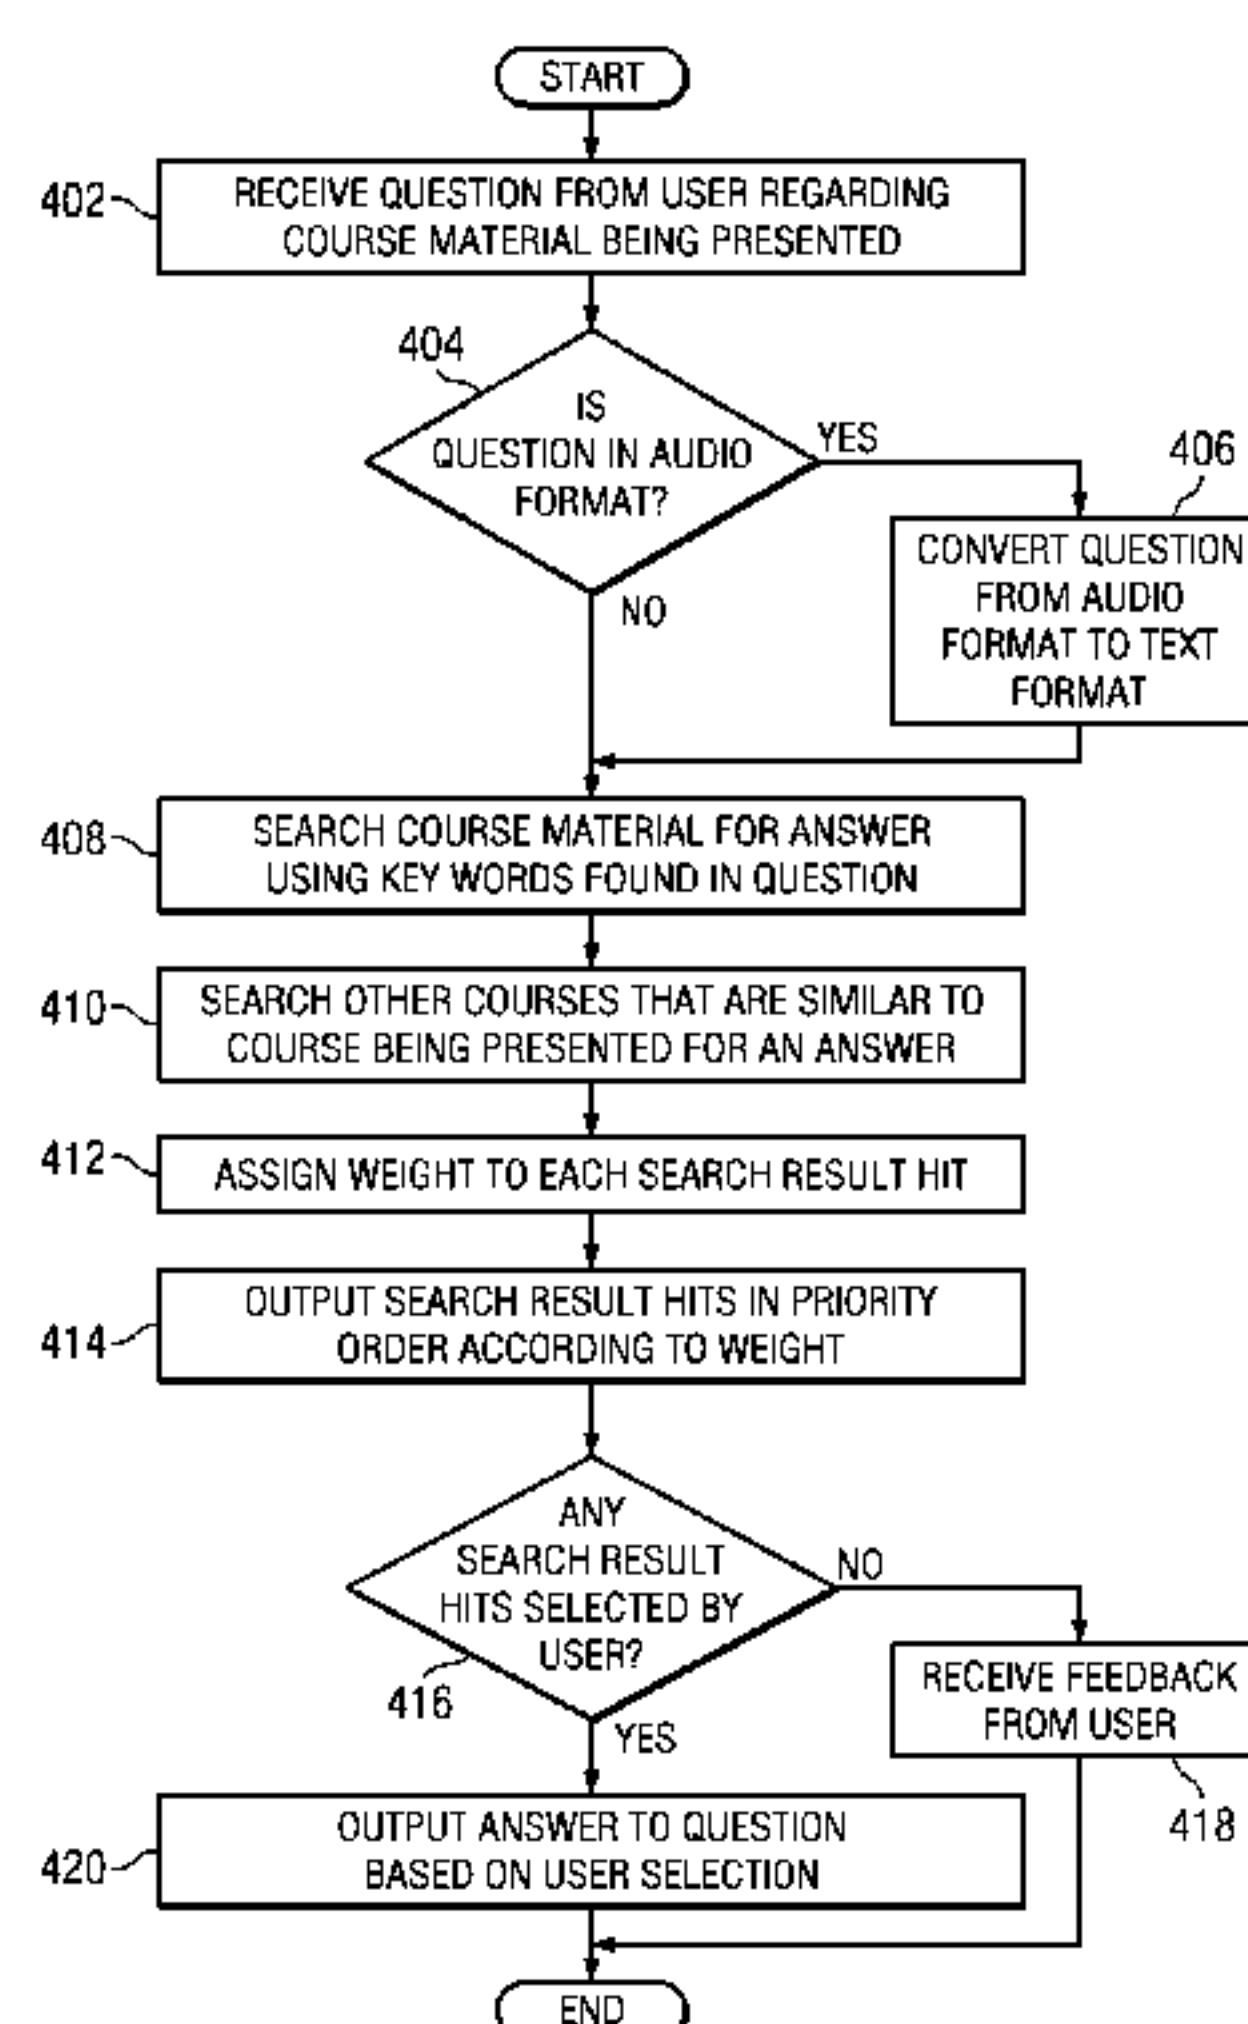 START
402
RECEIVE QUESTION FROM USER REGARDING
COURSE MATERIAL BEING PRESENTED
404
IS
QUESTION IN AUDIO
FORMAT?
YES
406
CONVERT QUESTION
FROM AUDIO
FORMAT TO TEXT
FORMAT
NO
408
SEARCH COURSE MATERIAL FOR ANSWER
USING KEY WORDS FOUND IN QUESTION
410
SEARCH OTHER COURSES THAT ARE SIMILAR TO
COURSE BEING PRESENTED FOR AN ANSWER
412
ASSIGN WEIGHT TO EACH SEARCH RESULT HIT
414
OUTPUT SEARCH RESULT HITS IN PRIORITY
ORDER ACCORDING TO WEIGHT
ANY
SEARCH RESULT
HITS SELECTED BY
USER?
416
NO
RECEIVE FEEDBACK
FROM USER
418
YES
420
OUTPUT ANSWER TO QUESTION
BASED ON USER SELECTION
END